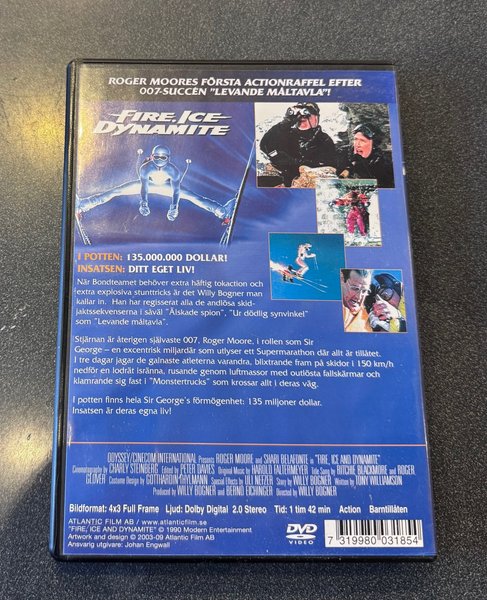 ROGER MOORES FÖRSTA ACTIONRAFFEL EFTER
007-SUCCÉN "LEVANDE MÅLTAVLA"!
FIRE, ICE
DYNAMITE
I POTTEN: 135.000.000 DOLLAR!
INSATSEN: DITT EGET LIV!
När Bondteamet behöver extra häftig tokaction och
extra explosiva stunttricks är det Willy Bogner man
kallar in. Han har regisserat alla de andlösa skid-
jaktssekvenserna i såväl "Älskade spion", "Ur dödlig synvinkel"
som "Levande måltavla".
Stjärnan är återigen självaste 007, Roger Moore, i rollen som Sir
George – en excentrisk miljardär som utlyser ett Supermarathon där allt är tillåtet.
I tre dagar jagar de galnaste atleterna varandra, blixtrande fram på skidor i 150 km/h
nedför en lodrät isränna, rusande genom luftmassor med outlösta fallskärmar och
klamrande sig fast i "Monstertrucks" som krossar allt i deras väg.
I potten finns hela Sir George's förmögenhet: 135 miljoner dollar.
Insatsen är deras egna liv!
ODYSSEY/CINECOM INTERNATIONAL Presents ROGER MOORE and SHARI BELAFONTE in "FIRE, ICE AND DYNAMITE"
Cinematography by CHARLY STEINBERG Edited by PETER DAVIES Original Music by HAROLD FALTERMEYER Title Song by RITCHIE BLACKMORE and ROGER
GLOVER Costume Design by GOTTHARDIN THYLMANN Special Effects by ULI NEFZER Story by WILLY BOGNER Written by TONY WILLIAMSON
Produced by WILLY BOGNER and BERND EICHINGER Directed by WILLY BOGNER
Bildformat: 4x3 Full Frame Ljud: Dolby Digital 2.0 Stereo Tid: 1 tim 42 min Action Barntillåten
ATLANTIC FILM AB / www.atlanticfilm.se
"FIRE, ICE AND DYNAMITE" © 1990 Modern Entertainment
Artwork and design © 2003-09 Atlantic Film AB
Ansvarig utgivare: Johan Engwall
DVD
VIDEO
7 319980 031854